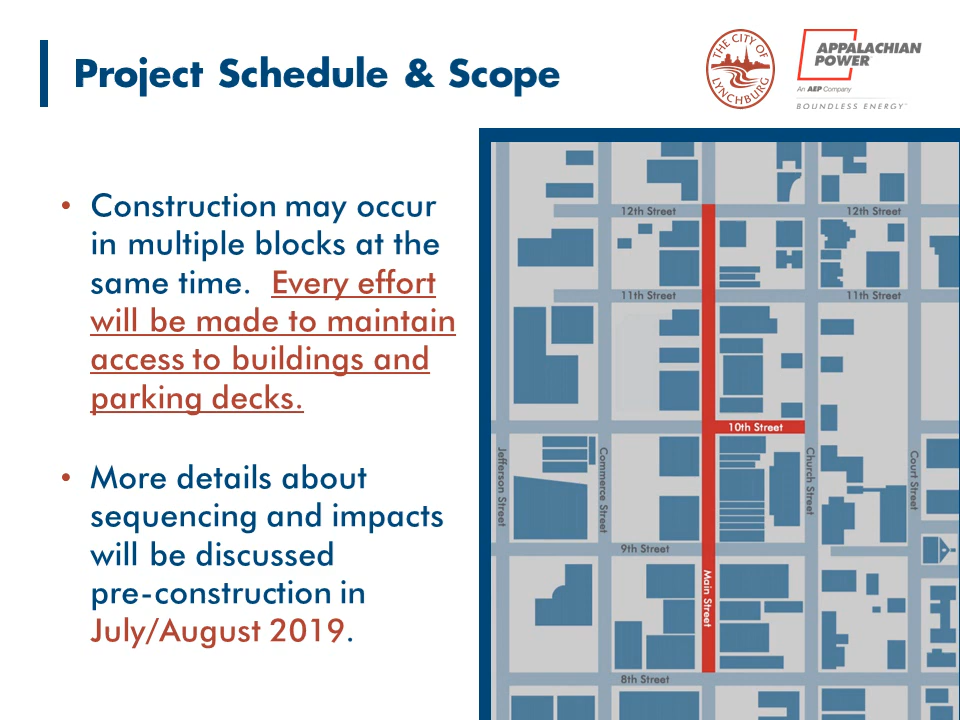 Project Schedule & Scope
THE CITY OF
LYNCHBURG
APPALACHIAN
POWER
An AEP Company
BOUNDLESS ENERGY™
• Construction may occur
in multiple blocks at the
same time. Every effort
will be made to maintain
access to buildings and
parking decks.
• More details about
sequencing and impacts
will be discussed
pre-construction in
July/August 2019.
12th Street
12th Street
11th Street
11th Street
10th Street
Jefferson Street
Commerce Street
Church Street
Court Street
9th Street
Main Street
8th Street